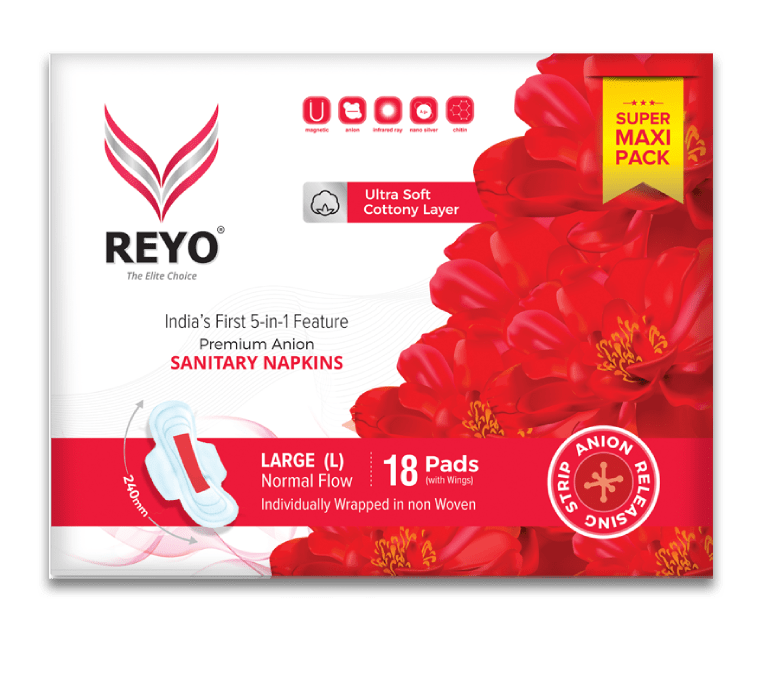 magnetic anion infrared ray nano silver chitin
SUPER
MAXI
PACK
Ultra Soft
Cottony Layer
REYO®
The Elite Choice
India's First 5-in-1 Feature
Premium Anion
SANITARY NAPKINS
240mm
LARGE (L)
Normal Flow
18 Pads
(with Wings)
Individually Wrapped in non Woven
ANION RELEASING STRIP